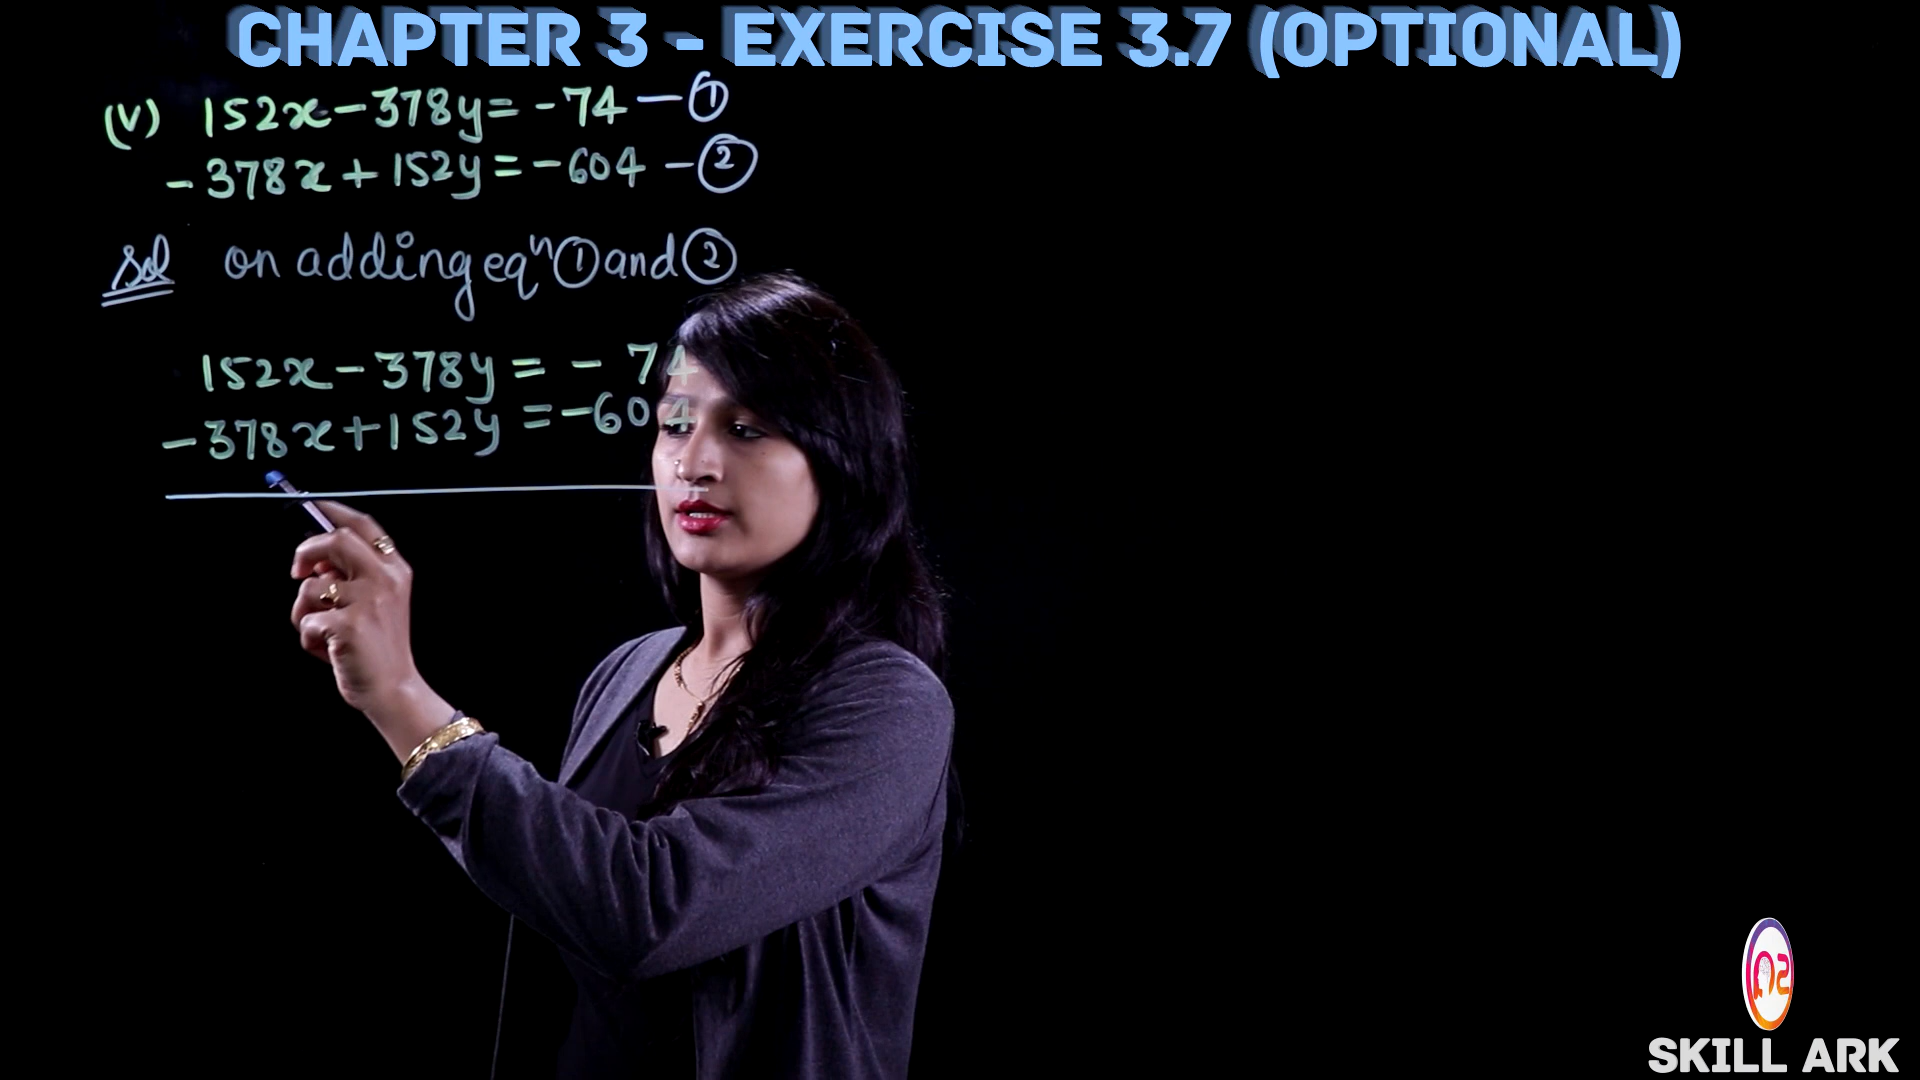 CHAPTER 3 - EXERCISE 3.7 (OPTIONAL)
(V) 152x-378y= -74 — ①
-378x + 152y = -604 - ②
Sol on adding eqⁿ ① and ②
152x-378y = - 74
-378x+152y =-604
SKILL ARK